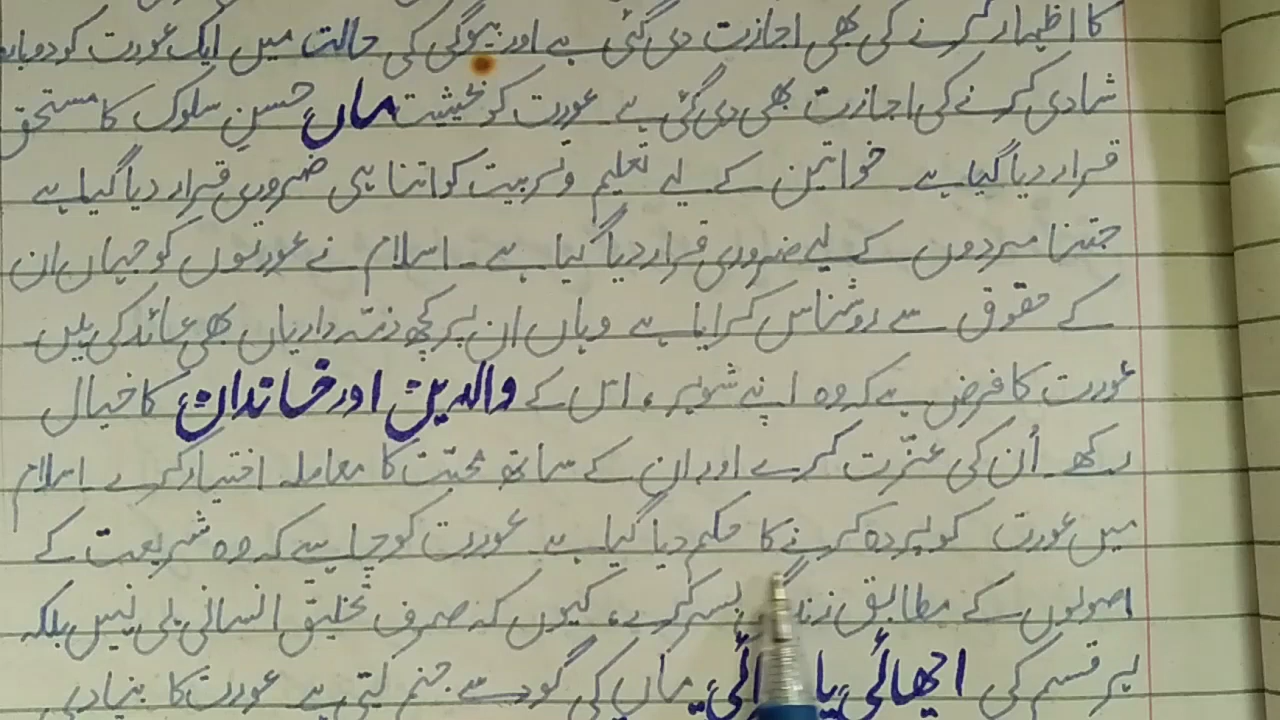 کا اظہار کرنے کی بھی اجازت دی گئی ہے اور بیوگی کی حالت میں ایک عورت کو دوبارہ
شادی کرنے کی اجازت بھی دی گئی ہے عورت کو بحیثیت ماں حسنِ سلوک کا مستحق
قرار دیا گیا ہے۔ خواتین کے لیے تعلیم و تربیت کو اتنا ہی ضروری قرار دیا گیا ہے
جتنا مردوں کے لیے ضروری قرار دیا گیا ہے۔ اسلام نے عورتوں کو جہاں ان
کے حقوق سے روشناس کرایا ہے وہاں ان پر کچھ ذمّہ داریاں بھی عائد کی ہیں
عورت کا فرض ہے کہ وہ اپنے شوہر، اس کے والدین اور خاندان کا خیال
رکھے۔ اُن کی عزّت کرے اور ان کے ساتھ محبّت کا معاملہ اختیار کرے۔ اسلام
میں عورت کو پردہ کرنے کا حکم دیا گیا ہے۔ عورت کو چاہیے کہ وہ شریعت کے
اصولوں کے مطابق زندگی بسر کرے، کیوں کہ صرف تخلیق انسانی ہی نہیں بلکہ
ہر قسم کی اچھائی یا ماں کی گود سے جنم لیتی ہے عورت کا بنیادی